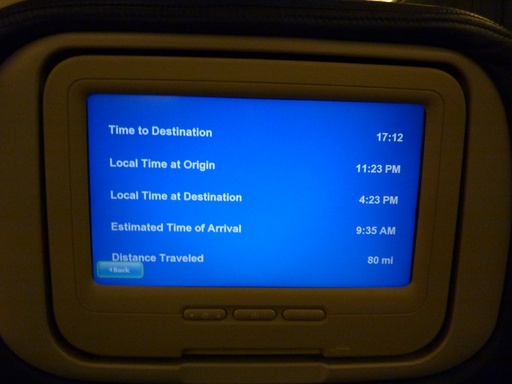 Time to Destination 17:12
Local Time at Origin 11:23 PM
Local Time at Destination 4:23 PM
Estimated Time of Arrival 9:35 AM
Distance Traveled 80 mi
Back